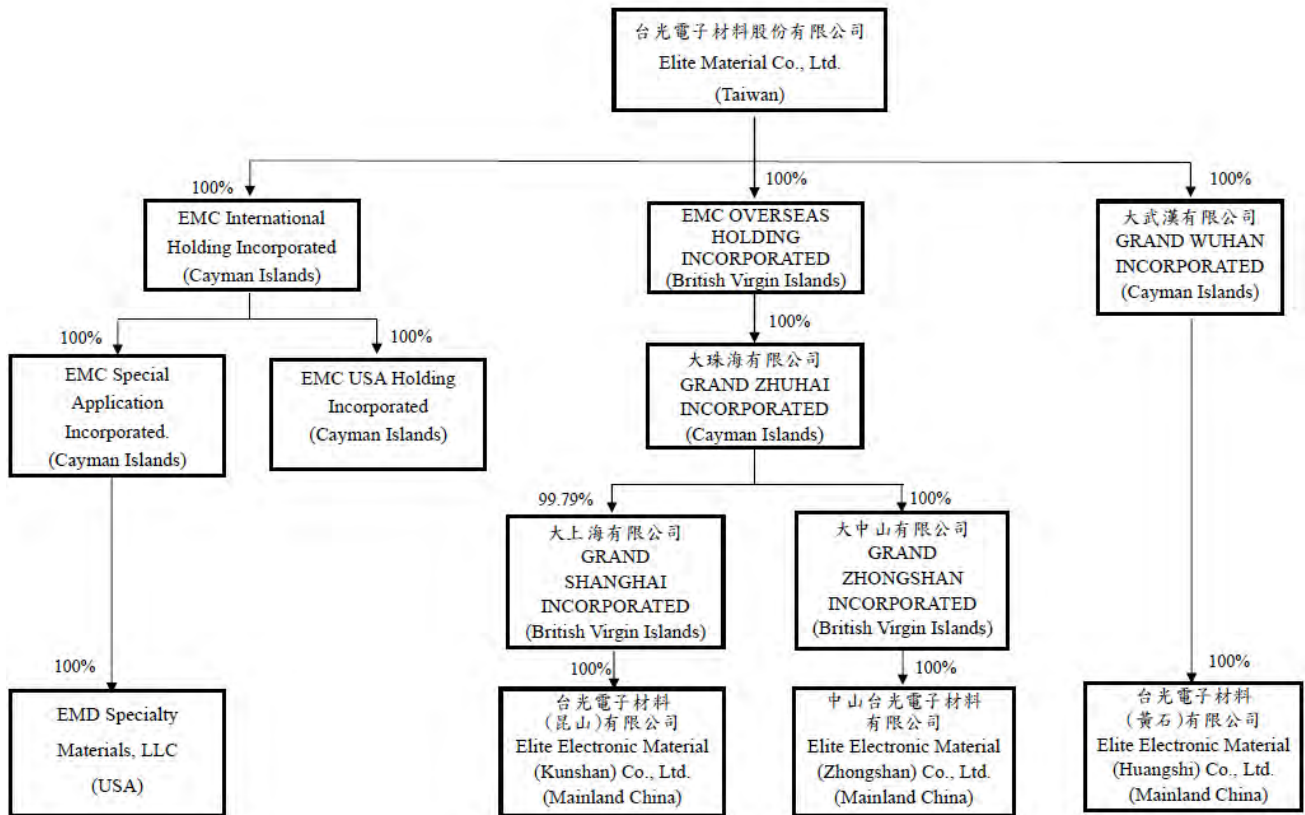 台光電子材料股份有限公司
Elite Material Co., Ltd.
(Taiwan)
100%
100%
100%
EMC International
Holding Incorporated
(Cayman Islands)
EMC OVERSEAS
HOLDING
INCORPORATED
(British Virgin Islands)
大武漢有限公司
GRAND WUHAN
INCORPORATED
(Cayman Islands)
100%
100%
100%
EMC Special
Application
Incorporated.
(Cayman Islands)
EMC USA Holding
Incorporated
(Cayman Islands)
大珠海有限公司
GRAND ZHUHAI
INCORPORATED
(Cayman Islands)
99.79%
100%
大上海有限公司
GRAND
SHANGHAI
INCORPORATED
(British Virgin Islands)
大中山有限公司
GRAND
ZHONGSHAN
INCORPORATED
(British Virgin Islands)
100%
100%
100%
100%
EMD Specialty
Materials, LLC
(USA)
台光電子材料
(昆山)有限公司
Elite Electronic Material
(Kunshan) Co., Ltd.
(Mainland China)
中山台光電子材料
有限公司
Elite Electronic Material
(Zhongshan) Co., Ltd.
(Mainland China)
台光電子材料
(黃石)有限公司
Elite Electronic Material
(Huangshi) Co., Ltd.
(Mainland China)